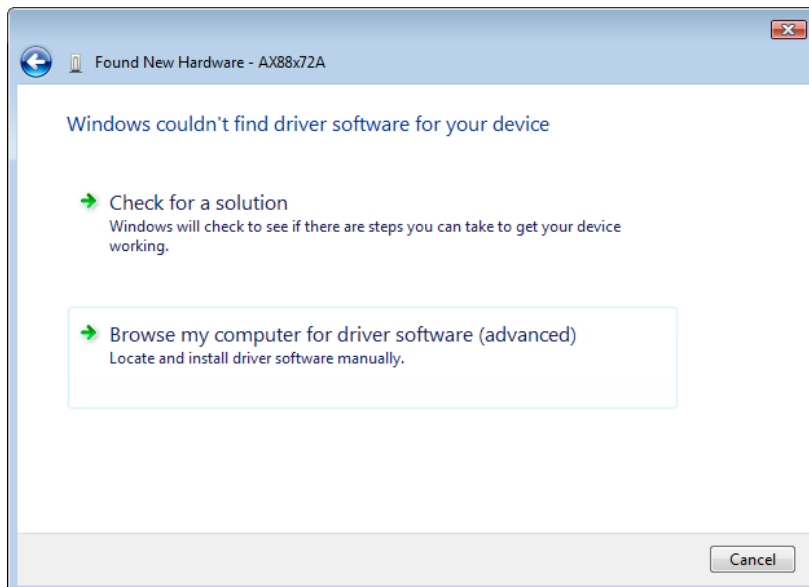 Found New Hardware - AX88x72A
Windows couldn't find driver software for your device
Check for a solution
Windows will check to see if there are steps you can take to get your device
working.
Browse my computer for driver software (advanced)
Locate and install driver software manually.
Cancel